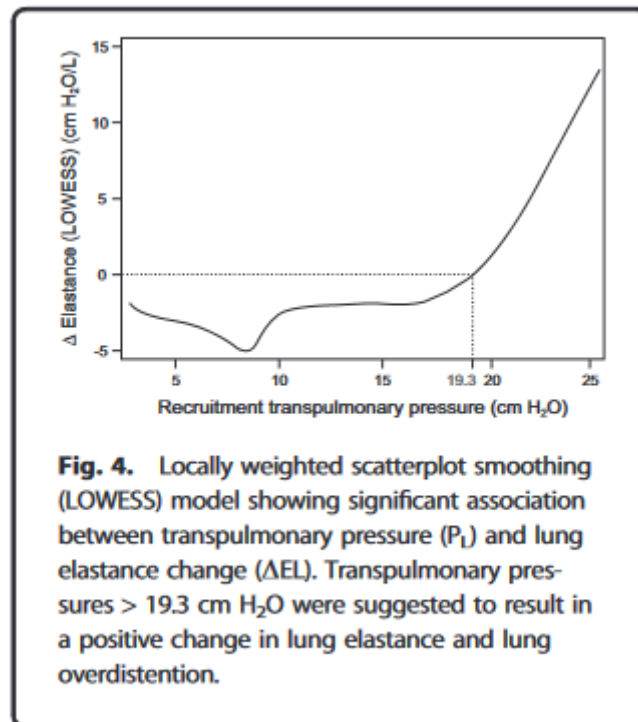 15
10
5
0
-5
Δ Elastance (LOWESS) (cm H₂O/L)
5 10 15 19.3 20 25
Recruitment transpulmonary pressure (cm H₂O)
Fig. 4. Locally weighted scatterplot smoothing
(LOWESS) model showing significant association
between transpulmonary pressure (P_L) and lung
elastance change (ΔEL). Transpulmonary pres-
sures > 19.3 cm H₂O were suggested to result in
a positive change in lung elastance and lung
overdistention.